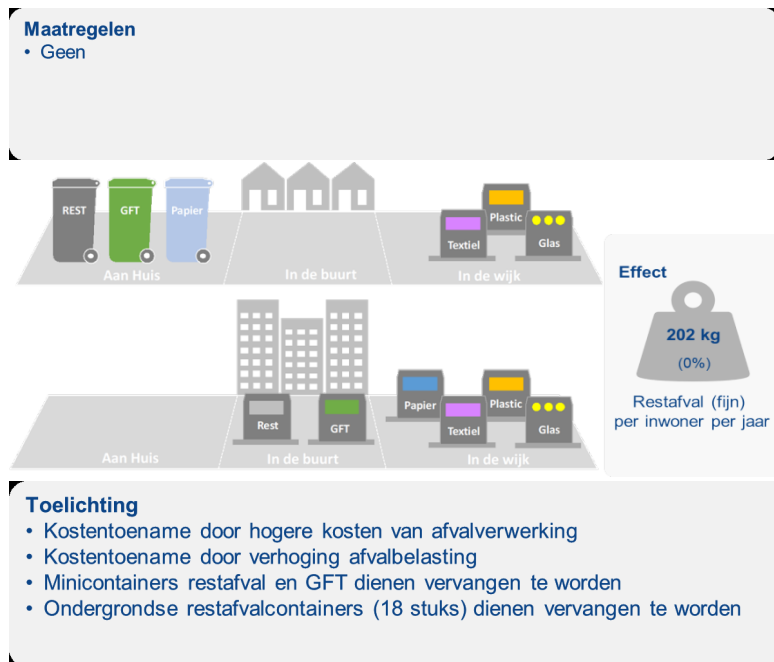 Maatregelen
• Geen
REST
GFT
Papier
Plastic
Textiel
Glas
Aan Huis
In de buurt
In de wijk
Effect
202 kg
(0%)
Restafval (fijn)
per inwoner per jaar
Papier
Plastic
Rest
GFT
Textiel
Glas
Aan Huis
In de buurt
In de wijk
Toelichting
• Kostentoename door hogere kosten van afvalverwerking
• Kostentoename door verhoging afvalbelasting
• Minicontainers restafval en GFT dienen vervangen te worden
• Ondergrondse restafvalcontainers (18 stuks) dienen vervangen te worden